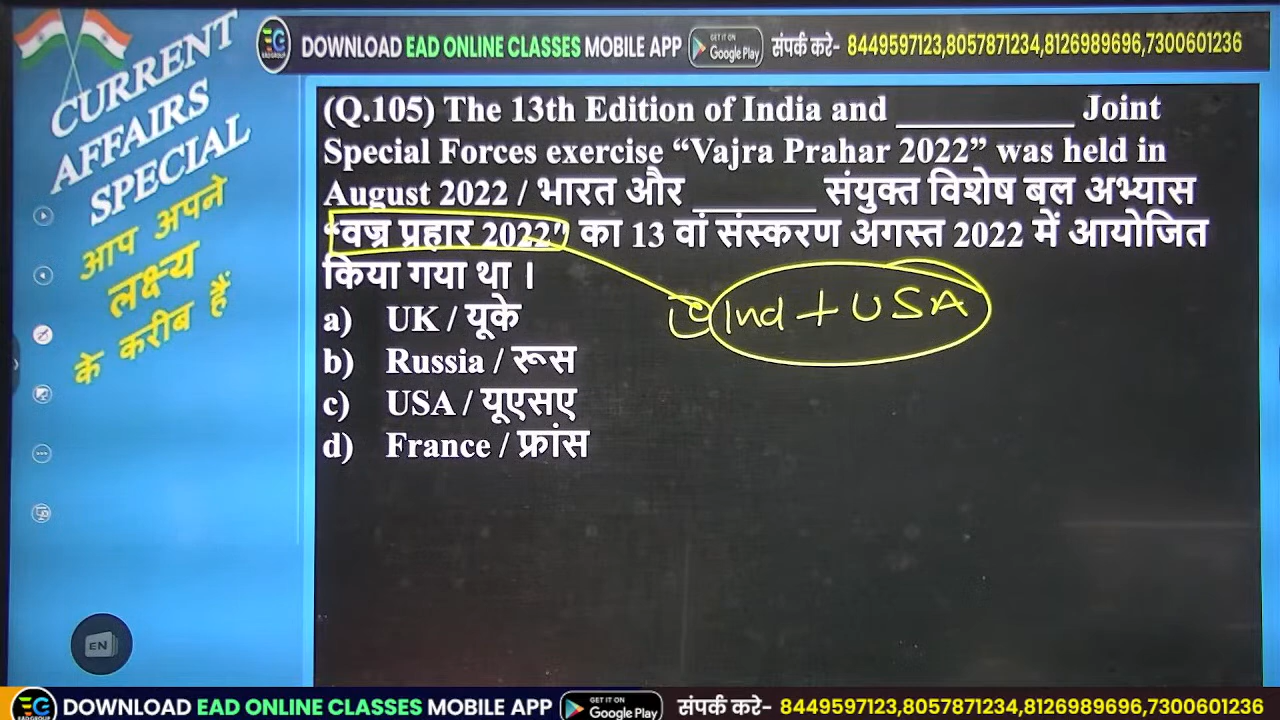 DOWNLOAD EAD ONLINE CLASSES MOBILE APP GET IT ON Google Play संपर्क करे- 8449597123,8057871234,8126989696,7300601236
CURRENT
AFFAIRS
SPECIAL
आप अपने
लक्ष्य
के करीब हैं
(Q.105) The 13th Edition of India and __________ Joint
Special Forces exercise “Vajra Prahar 2022” was held in
August 2022 / भारत और _______ संयुक्त विशेष बल अभ्यास
“वज्र प्रहार 2022” का 13 वां संस्करण अगस्त 2022 में आयोजित
किया गया था ।
Ind + USA
a) UK / यूके
b) Russia / रूस
c) USA / यूएसए
d) France / फ्रांस
EN
DOWNLOAD EAD ONLINE CLASSES MOBILE APP GET IT ON Google Play संपर्क करे- 8449597123,8057871234,8126989696,7300601236